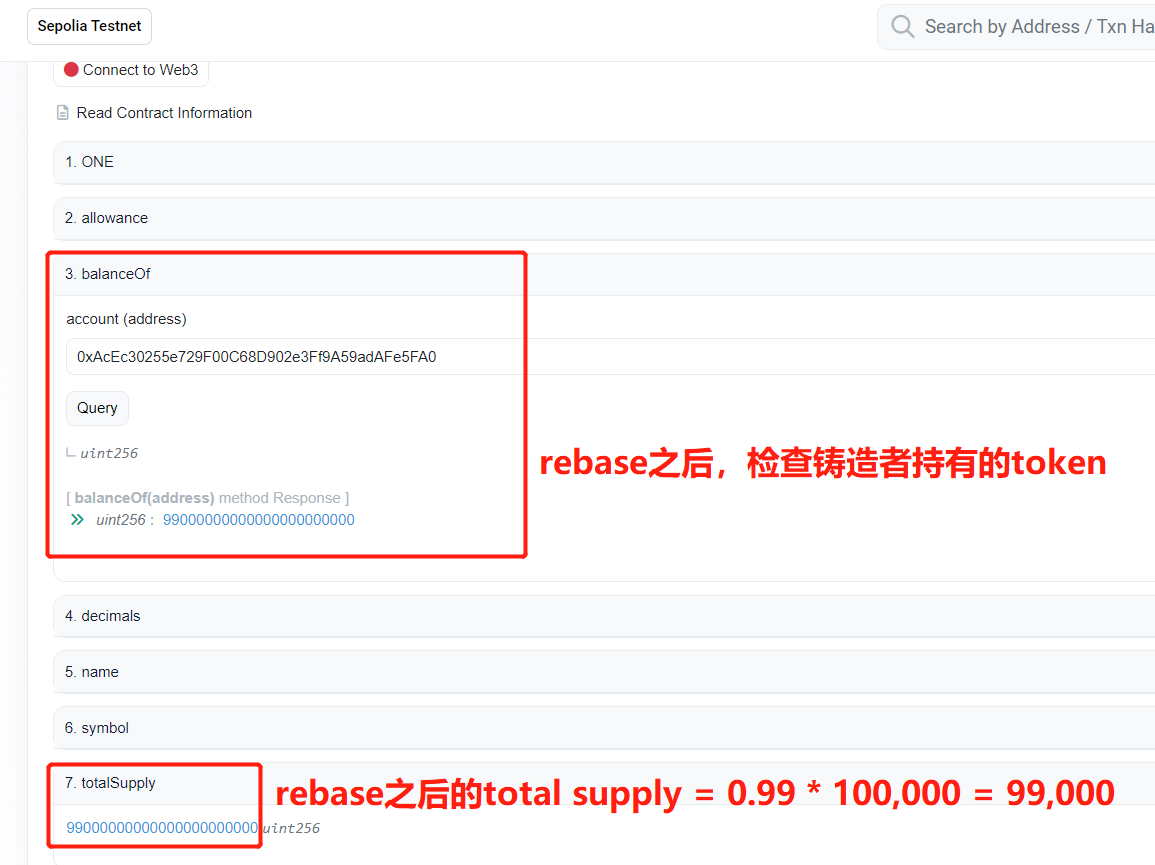 Sepolia Testnet
Search by Address / Txn Ha
Connect to Web3
Read Contract Information
1. ONE
2. allowance
3. balanceOf
account (address)
0xAcEc30255e729F00C68D902e3Ff9A59adAFe5FA0
Query
uint256
rebase之后，检查铸造者持有的token
[ balanceOf(address) method Response ]
uint256 : 99000000000000000000000
4. decimals
5. name
6. symbol
7. totalSupply
rebase之后的total supply = 0.99 * 100,000 = 99,000
99000000000000000000000 uint256